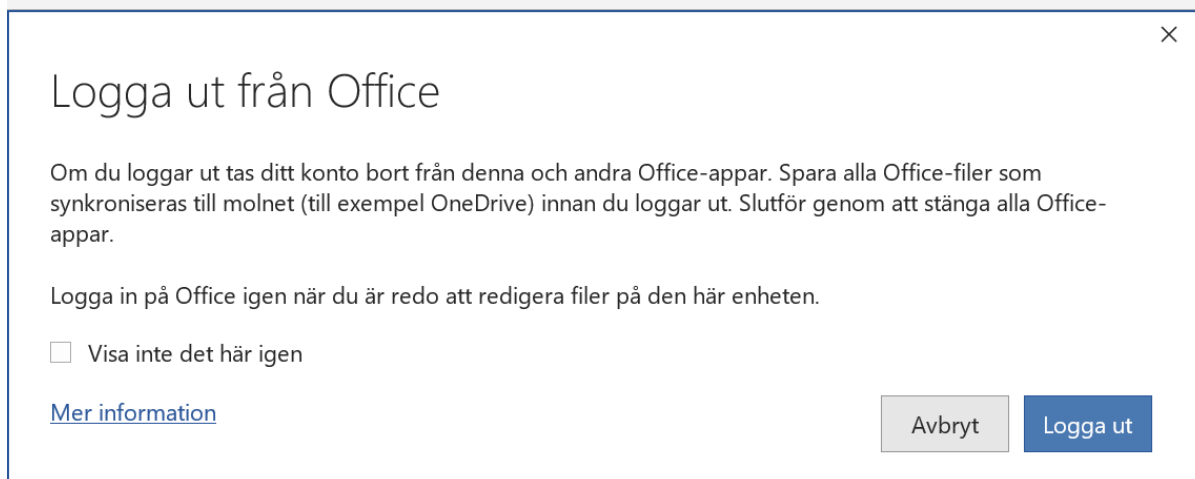 Logga ut från Office
Om du loggar ut tas ditt konto bort från denna och andra Office-appar. Spara alla Office-filer som
synkroniseras till molnet (till exempel OneDrive) innan du loggar ut. Slutför genom att stänga alla Office-
appar.
Logga in på Office igen när du är redo att redigera filer på den här enheten.
Visa inte det här igen
Mer information
Avbryt
Logga ut